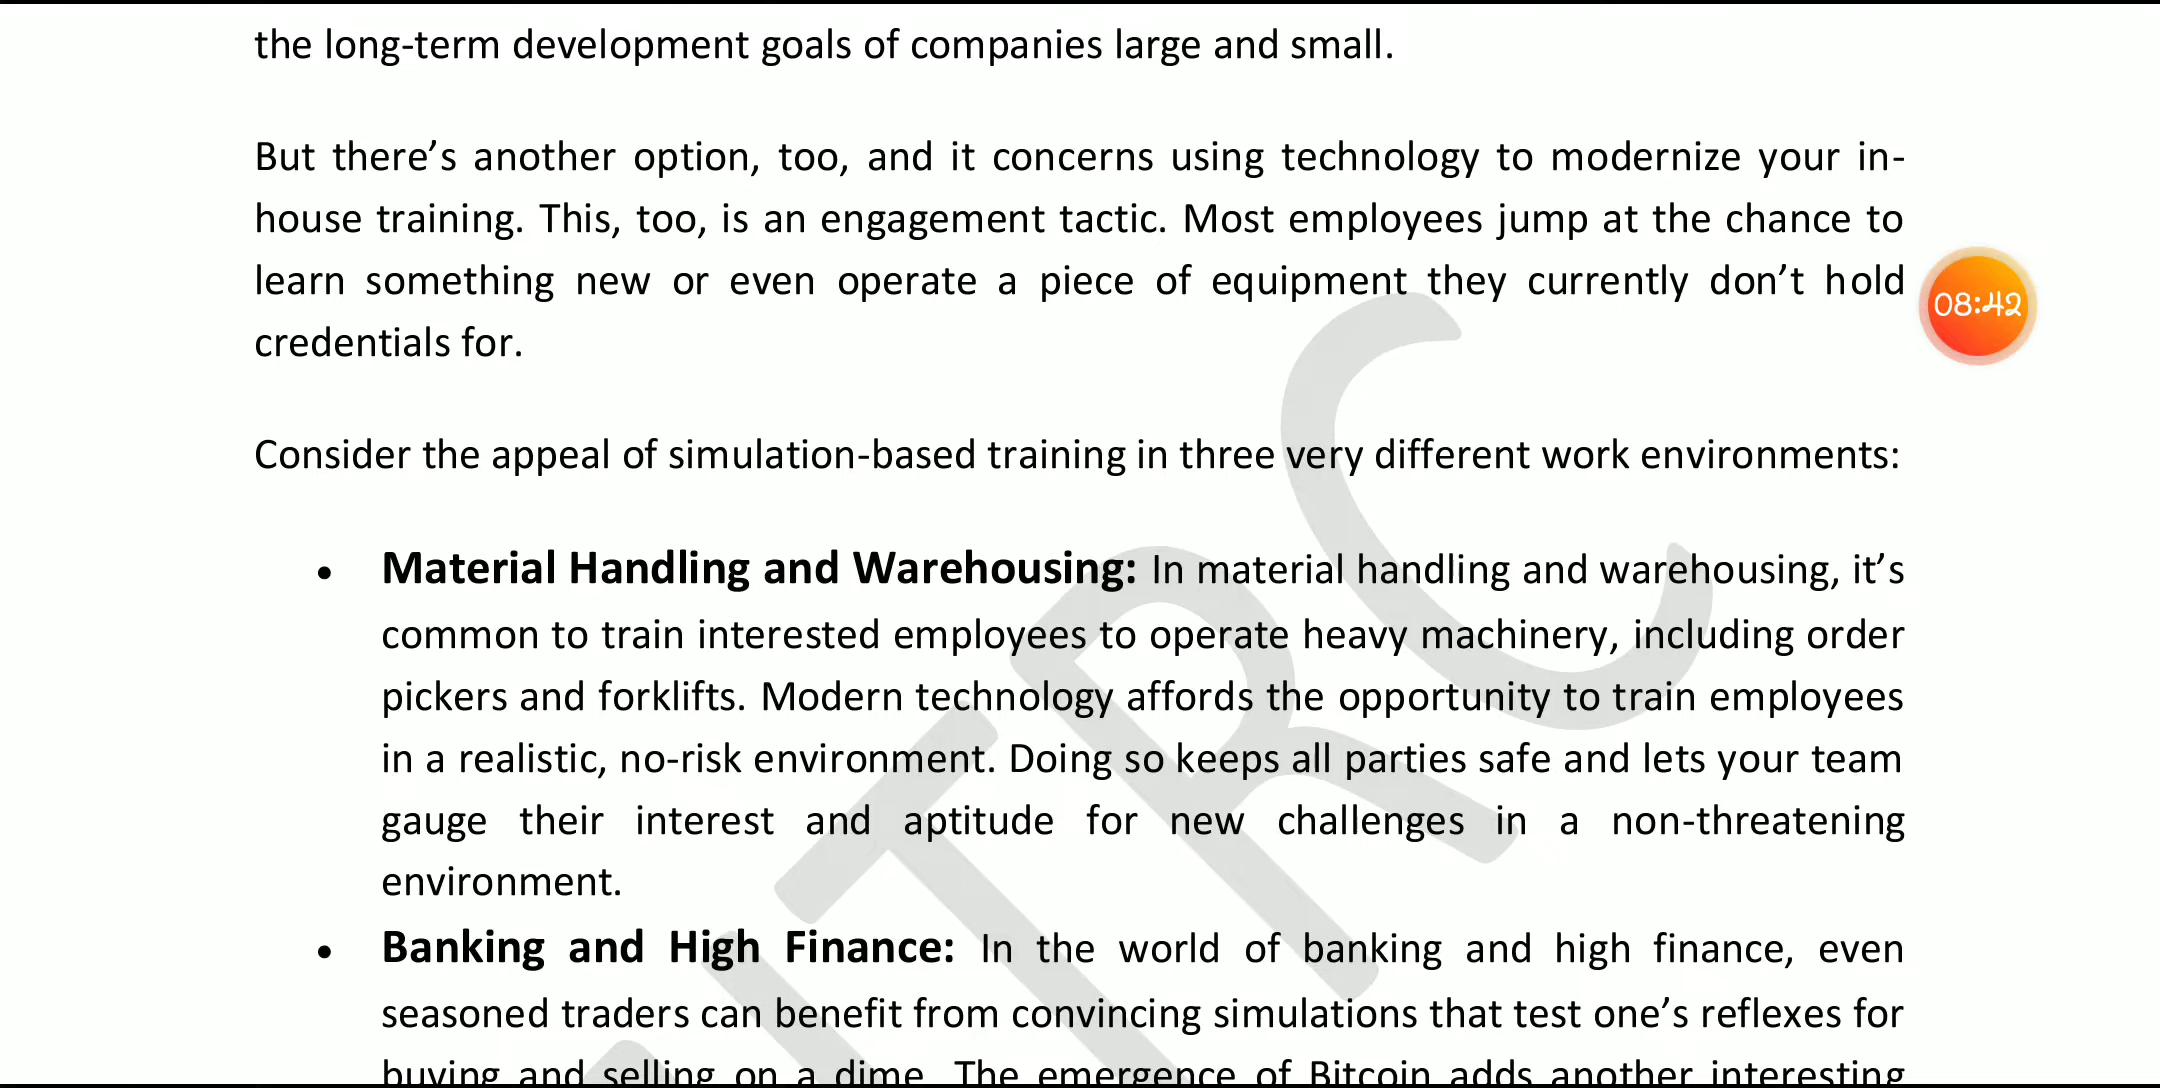 the long-term development goals of companies large and small.
But there’s another option, too, and it concerns using technology to modernize your in-
house training. This, too, is an engagement tactic. Most employees jump at the chance to
learn something new or even operate a piece of equipment they currently don’t hold
08:42
credentials for.
Consider the appeal of simulation-based training in three very different work environments:
• Material Handling and Warehousing: In material handling and warehousing, it’s
common to train interested employees to operate heavy machinery, including order
pickers and forklifts. Modern technology affords the opportunity to train employees
in a realistic, no-risk environment. Doing so keeps all parties safe and lets your team
gauge their interest and aptitude for new challenges in a non-threatening
environment.
• Banking and High Finance: In the world of banking and high finance, even
seasoned traders can benefit from convincing simulations that test one’s reflexes for
buying and selling on a dime. The emergence of Bitcoin adds another interesting
TRC